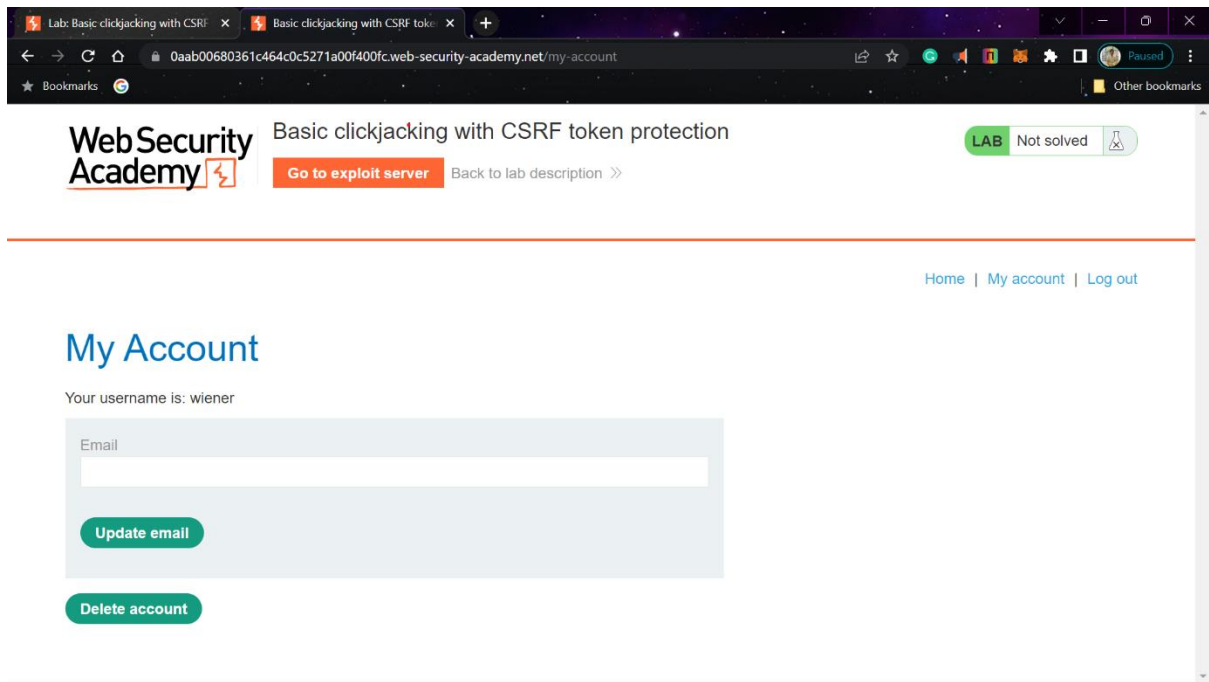 Lab: Basic clickjacking with CSRF
Basic clickjacking with CSRF toke
0aab00680361c464c0c5271a00f400fc.web-security-academy.net/my-account
Paused
Bookmarks
Other bookmarks
Web Security
Academy
Basic clickjacking with CSRF token protection
Go to exploit server
Back to lab description
LAB Not solved
Home | My account | Log out
My Account
Your username is: wiener
Email
Update email
Delete account